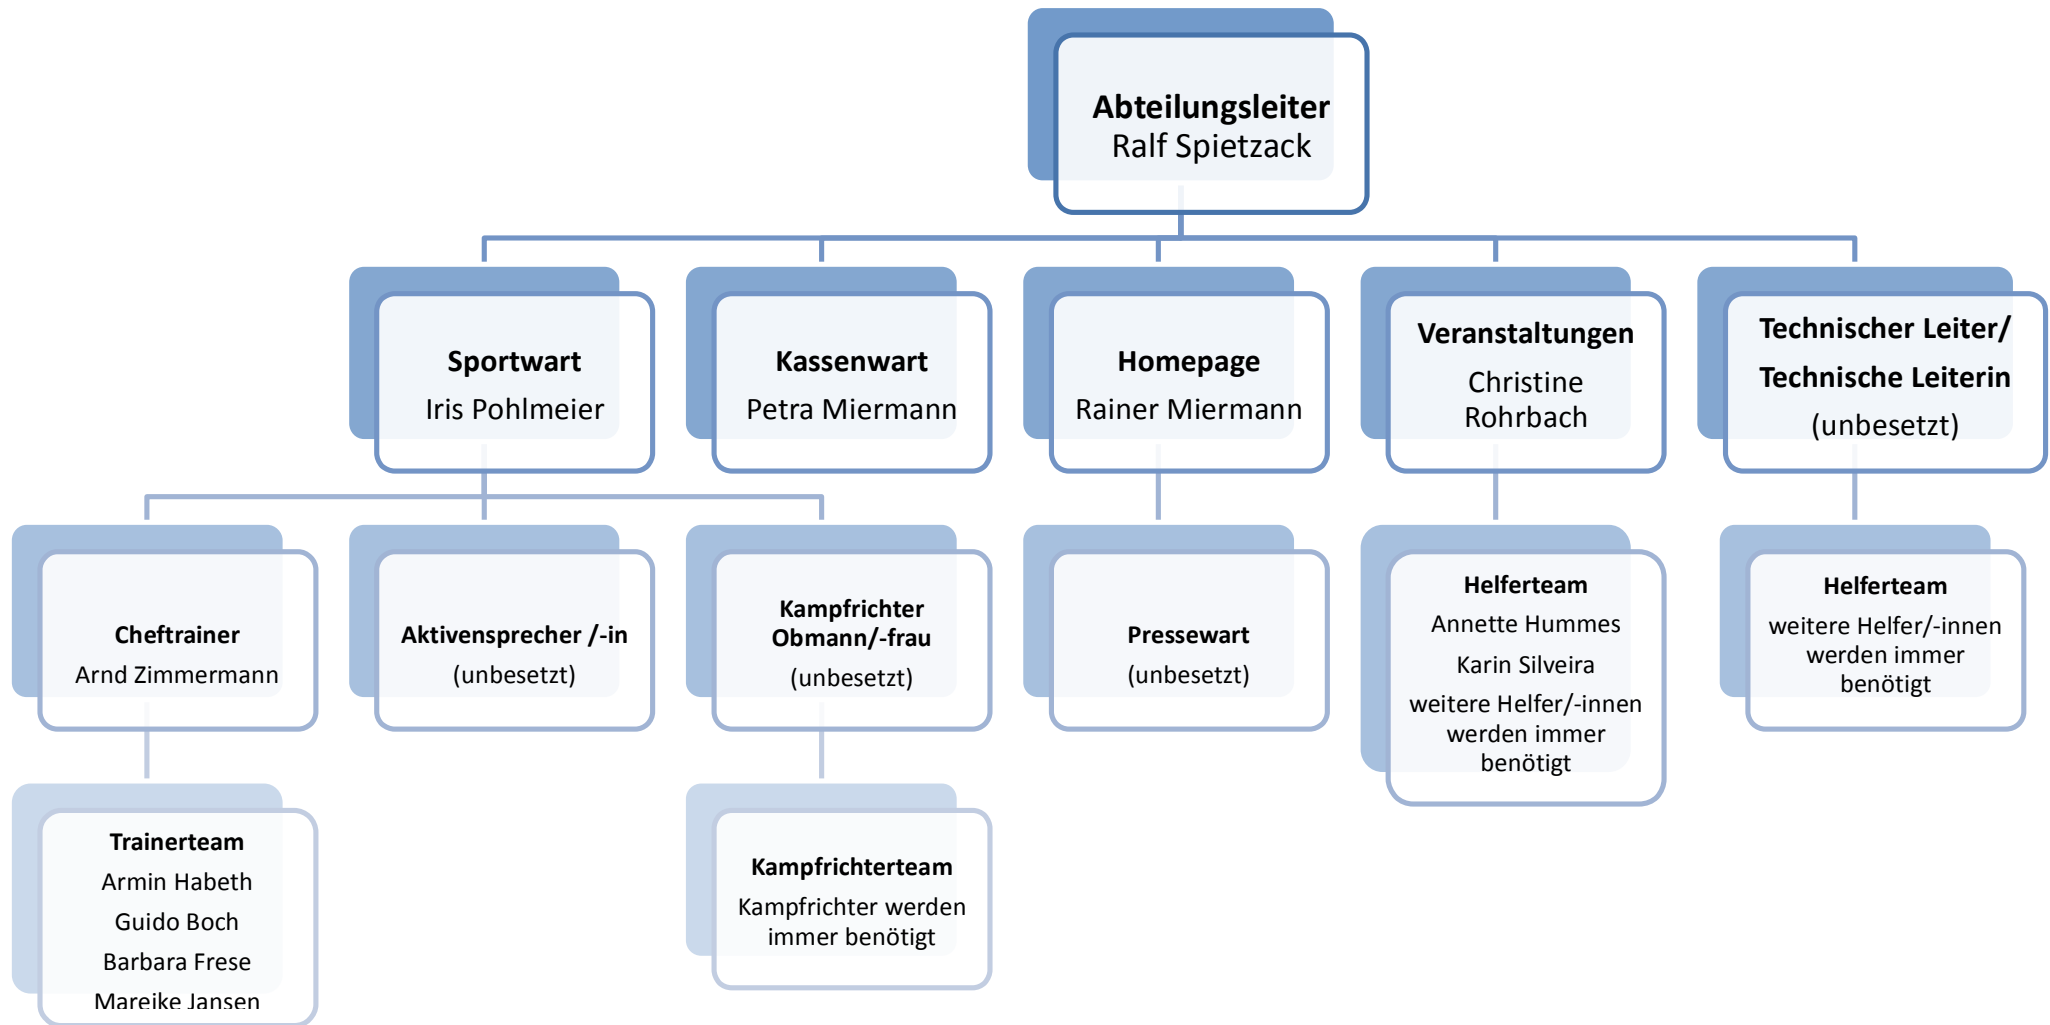 Abteilungsleiter
Ralf Spietzack
Sportwart
Iris Pohlmeier
Kassenwart
Petra Miermann
Homepage
Rainer Miermann
Veranstaltungen
Christine
Rohrbach
Technischer Leiter/
Technische Leiterin
(unbesetzt)
Cheftrainer
Arnd Zimmermann
Aktivensprecher /-in
(unbesetzt)
Kampfrichter
Obmann/-frau
(unbesetzt)
Pressewart
(unbesetzt)
Helferteam
Annette Hummes
Karin Silveira
weitere Helfer/-innen
werden immer
benötigt
Helferteam
weitere Helfer/-innen
werden immer
benötigt
Trainerteam
Armin Habeth
Guido Boch
Barbara Frese
Mareike Jansen
Kampfrichterteam
Kampfrichter werden
immer benötigt